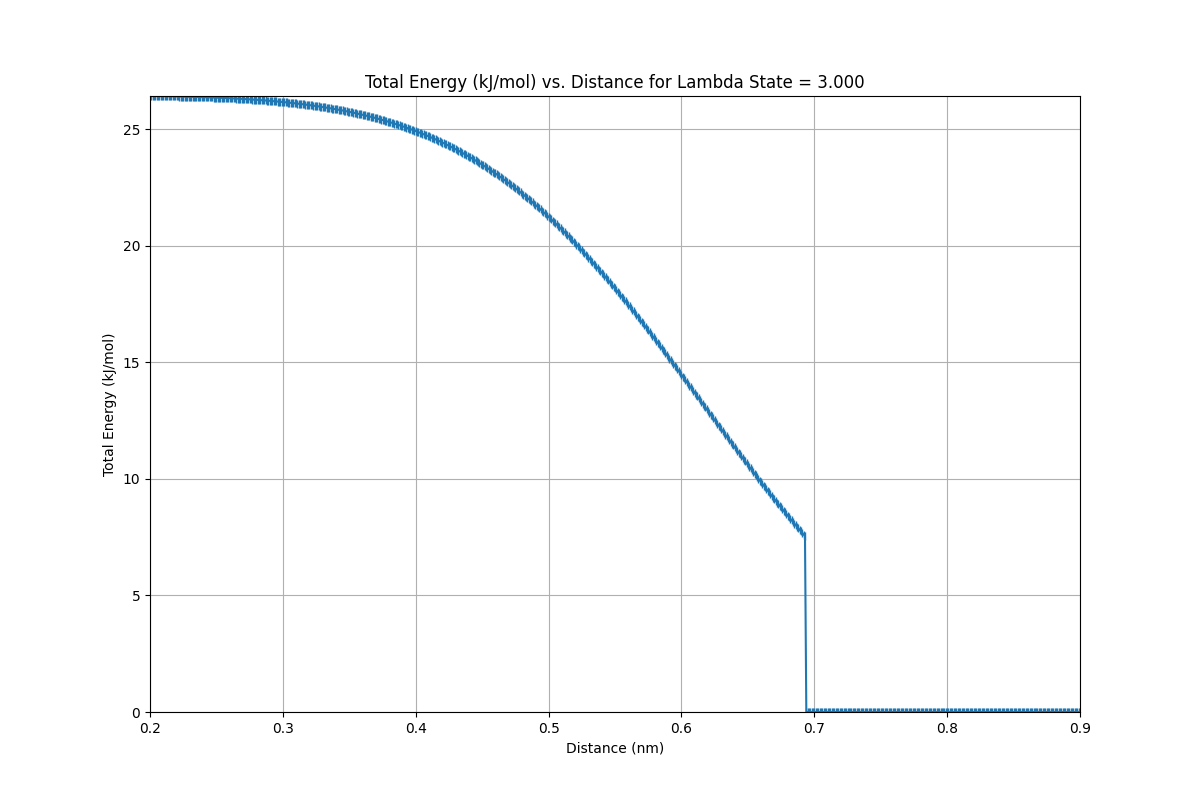 Total Energy (kJ/mol) vs. Distance for Lambda State = 3.000
Total Energy (kJ/mol)
25
20
15
10
5
0
0.2 0.3 0.4 0.5 0.6 0.7 0.8 0.9
Distance (nm)